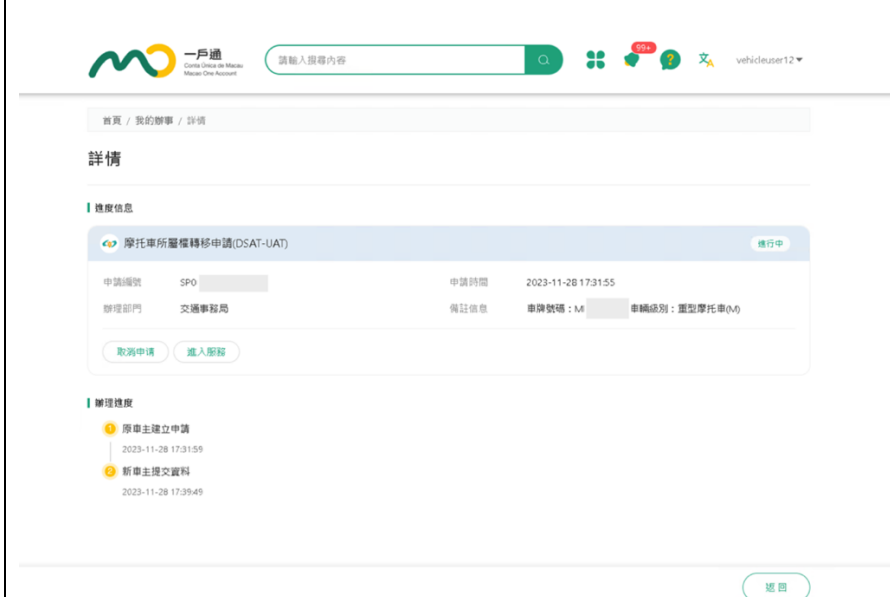 一戶通
Conta Única de Macau
Macao One Account
請輸入搜尋內容
99+
?
文A
vehicleuser12▼
首頁 / 我的辦事 / 詳情
詳情
進度信息
摩托車所屬權轉移申請(DSAT-UAT)
進行中
申請編號 SP0
申請時間 2023-11-28 17:31:55
辦理部門 交通事務局
備註信息 車牌號碼：MI 車輛級別：重型摩托車(M)
取消申请 進入服務
辦理進度
1 原車主建立申請
2023-11-28 17:31:59
2 新車主提交資料
2023-11-28 17:39:49
返回